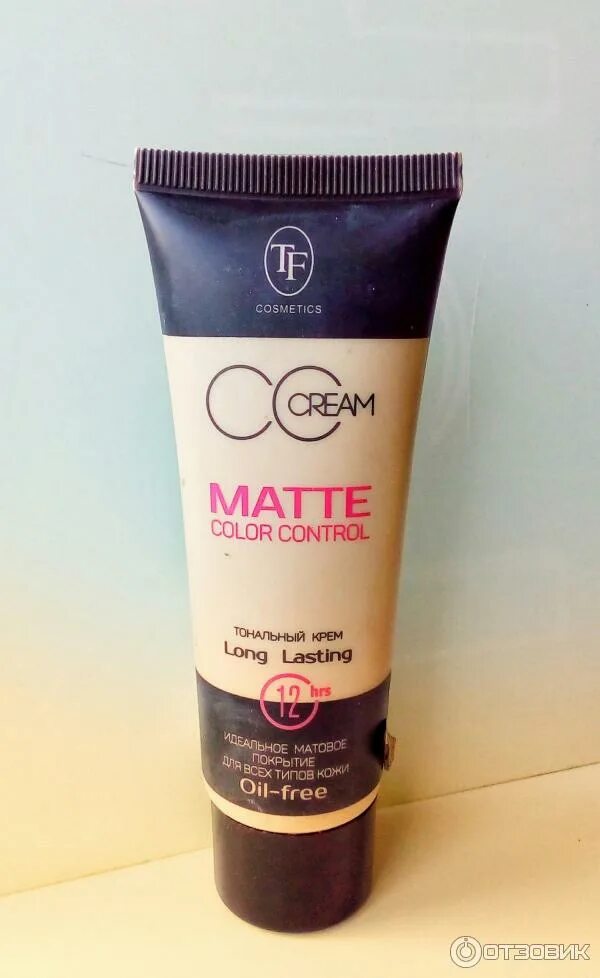 TF
COSMETICS
CC CREAM
MATTE
COLOR CONTROL
ТОНАЛЬНЫЙ КРЕМ
Long Lasting
12 hrs
ИДЕАЛЬНОЕ МАТОВОЕ
ПОКРЫТИЕ
ДЛЯ ВСЕХ ТИПОВ КОЖИ
Oil-free
ОТЗОВИК